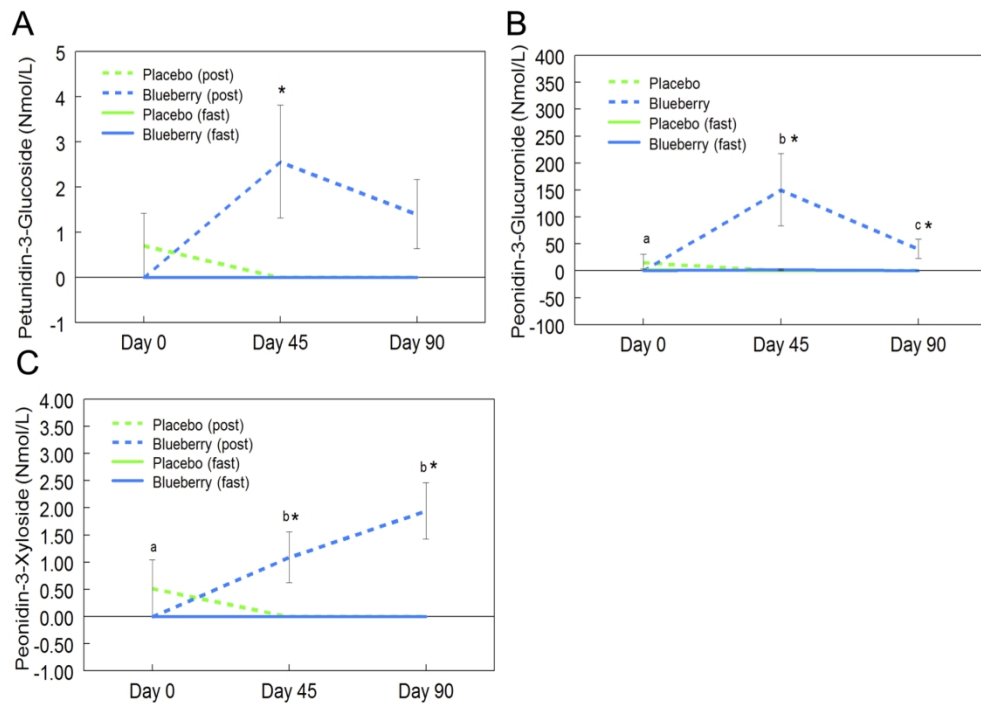 A
Petunidin-3-Glucoside (Nmol/L)
5
4
3
2
1
0
-1
Placebo (post)
Blueberry (post)
Placebo (fast)
Blueberry (fast)
*
Day 0
Day 45
Day 90
B
Peonidin-3-Glucuronide (Nmol/L)
400
350
300
250
200
150
100
50
0
-50
-100
Placebo
Blueberry
Placebo (fast)
Blueberry (fast)
a
b *
c *
Day 0
Day 45
Day 90
C
Peonidin-3-Xyloside (Nmol/L)
4.00
3.50
3.00
2.50
2.00
1.50
1.00
0.50
0.00
-0.50
-1.00
Placebo (post)
Blueberry (post)
Placebo (fast)
Blueberry (fast)
a
b*
b*
Day 0
Day 45
Day 90